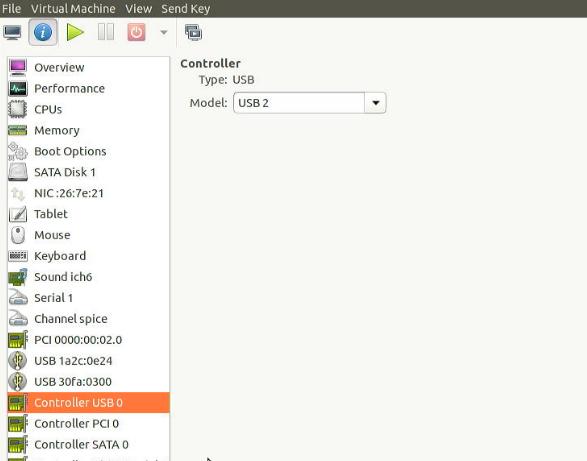 File Virtual Machine View Send Key
Overview
Performance
CPUs
Memory
Boot Options
SATA Disk 1
NIC :26:7e:21
Tablet
Mouse
Keyboard
Sound ich6
Serial 1
Channel spice
PCI 0000:00:02.0
USB 1a2c:0e24
USB 30fa:0300
Controller USB 0
Controller PCI 0
Controller SATA 0
Controller
Type: USB
Model: USB 2